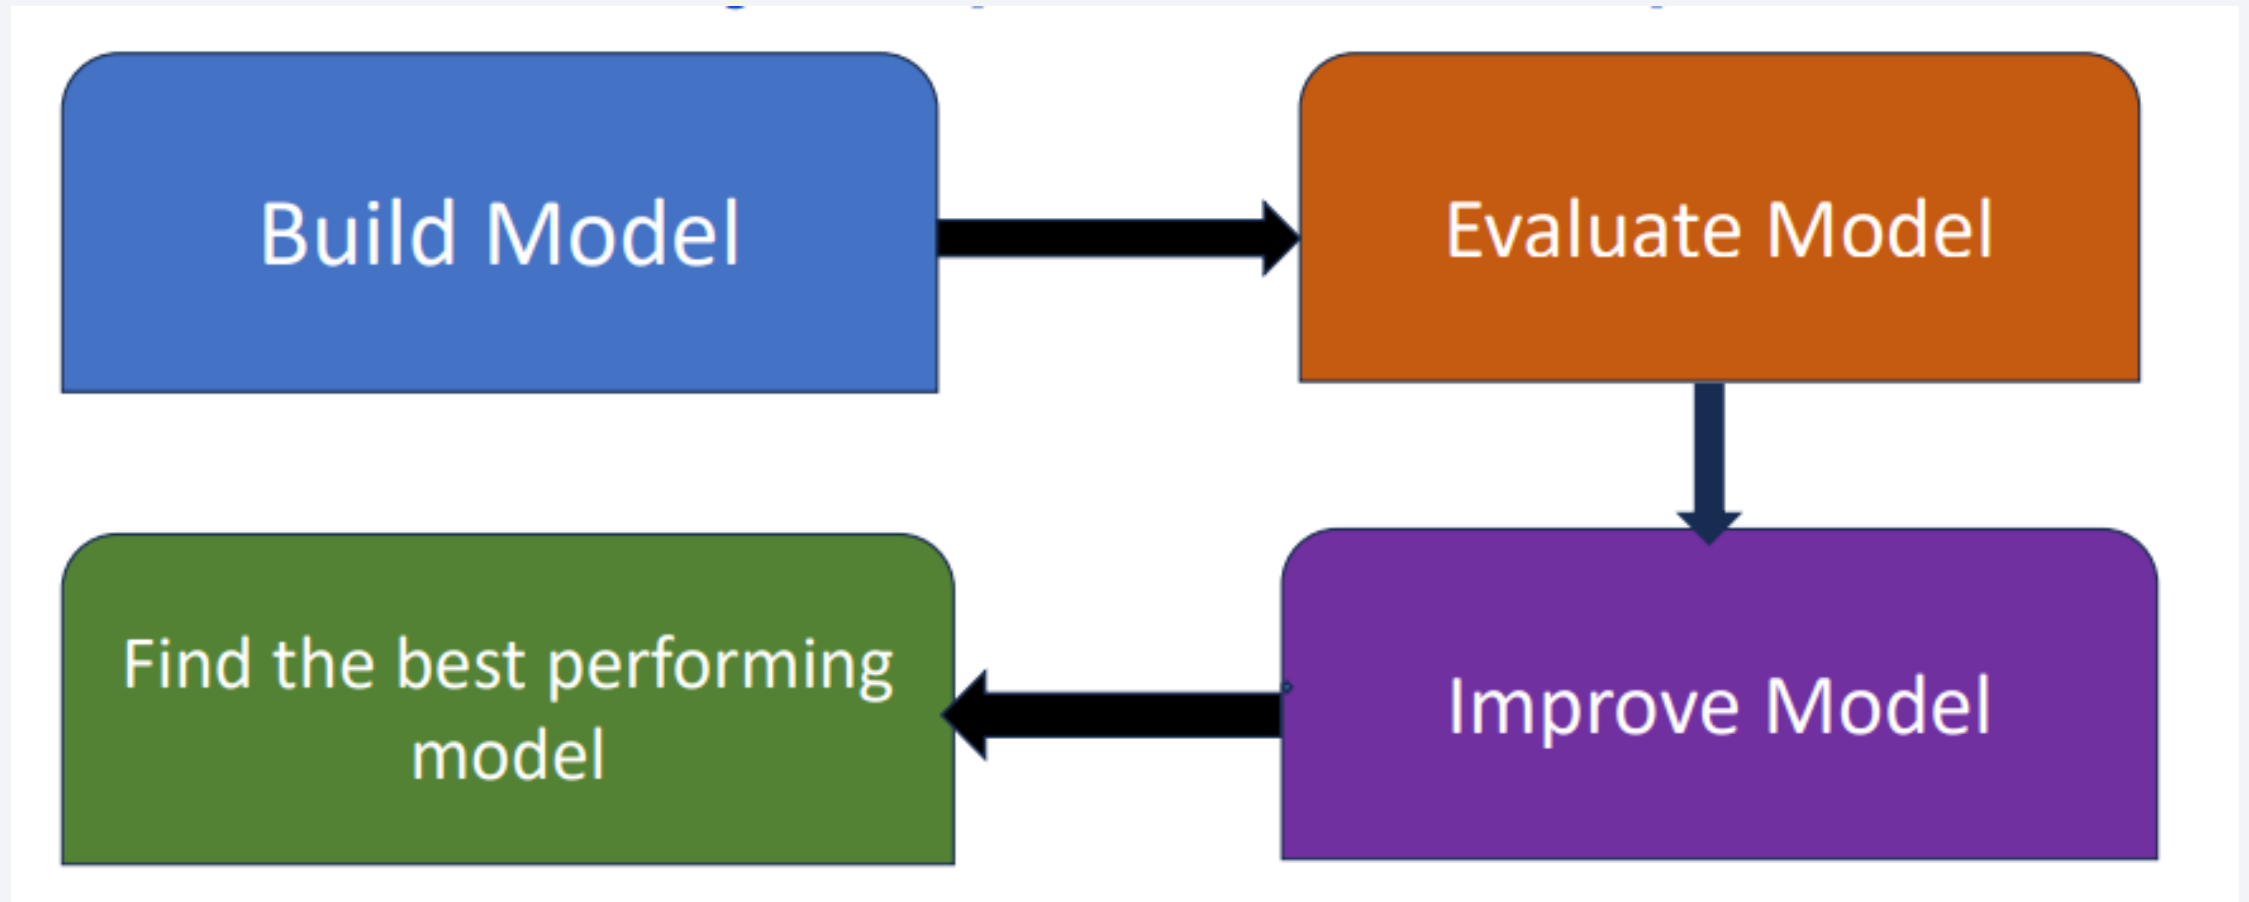 Build Model
Evaluate Model
Improve Model
Find the best performing
model